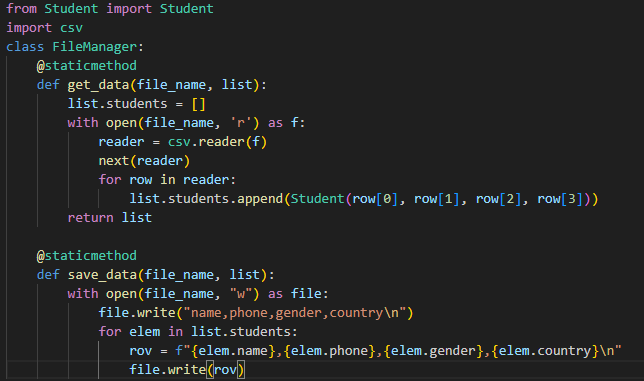 from Student import Student
import csv
class FileManager:
    @staticmethod
    def get_data(file_name, list):
        list.students = []
        with open(file_name, 'r') as f:
            reader = csv.reader(f)
            next(reader)
            for row in reader:
                list.students.append(Student(row[0], row[1], row[2], row[3]))
        return list

    @staticmethod
    def save_data(file_name, list):
        with open(file_name, "w") as file:
            file.write("name,phone,gender,country\n")
            for elem in list.students:
                rov = f"{elem.name},{elem.phone},{elem.gender},{elem.country}\n"
                file.write(rov)